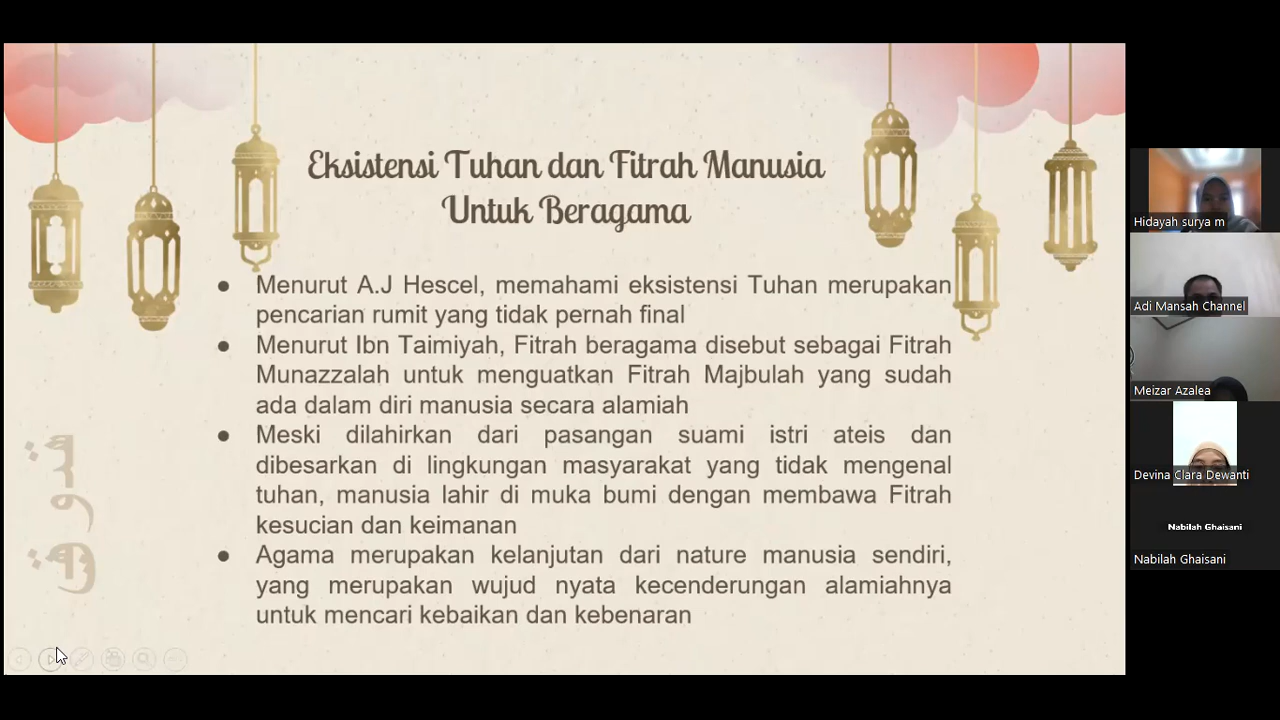 Eksistensi Tuhan dan Fitrah Manusia
Untuk Beragama
● Menurut A.J Hescel, memahami eksistensi Tuhan merupakan
pencarian rumit yang tidak pernah final
● Menurut Ibn Taimiyah, Fitrah beragama disebut sebagai Fitrah
Munazzalah untuk menguatkan Fitrah Majbulah yang sudah
ada dalam diri manusia secara alamiah
● Meski dilahirkan dari pasangan suami istri ateis dan
dibesarkan di lingkungan masyarakat yang tidak mengenal
tuhan, manusia lahir di muka bumi dengan membawa Fitrah
kesucian dan keimanan
● Agama merupakan kelanjutan dari nature manusia sendiri,
yang merupakan wujud nyata kecenderungan alamiahnya
untuk mencari kebaikan dan kebenaran
Hidayah surya m
Adi Mansah Channel
Meizar Azalea
Devina Clara Dewanti
Nabilah Ghaisani
Nabilah Ghaisani